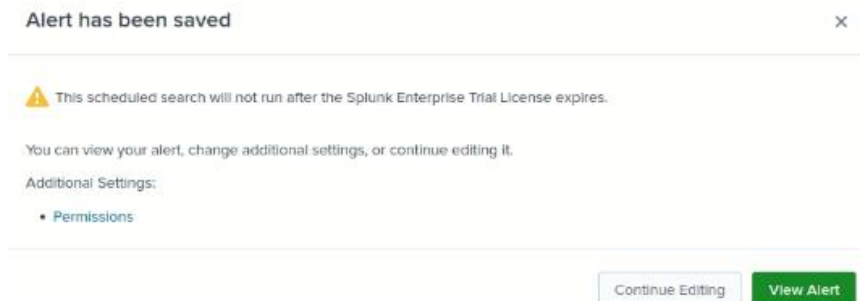 Alert has been saved
This scheduled search will not run after the Splunk Enterprise Trial License expires.
You can view your alert, change additional settings, or continue editing it.
Additional Settings:
• Permissions
Continue Editing
View Alert